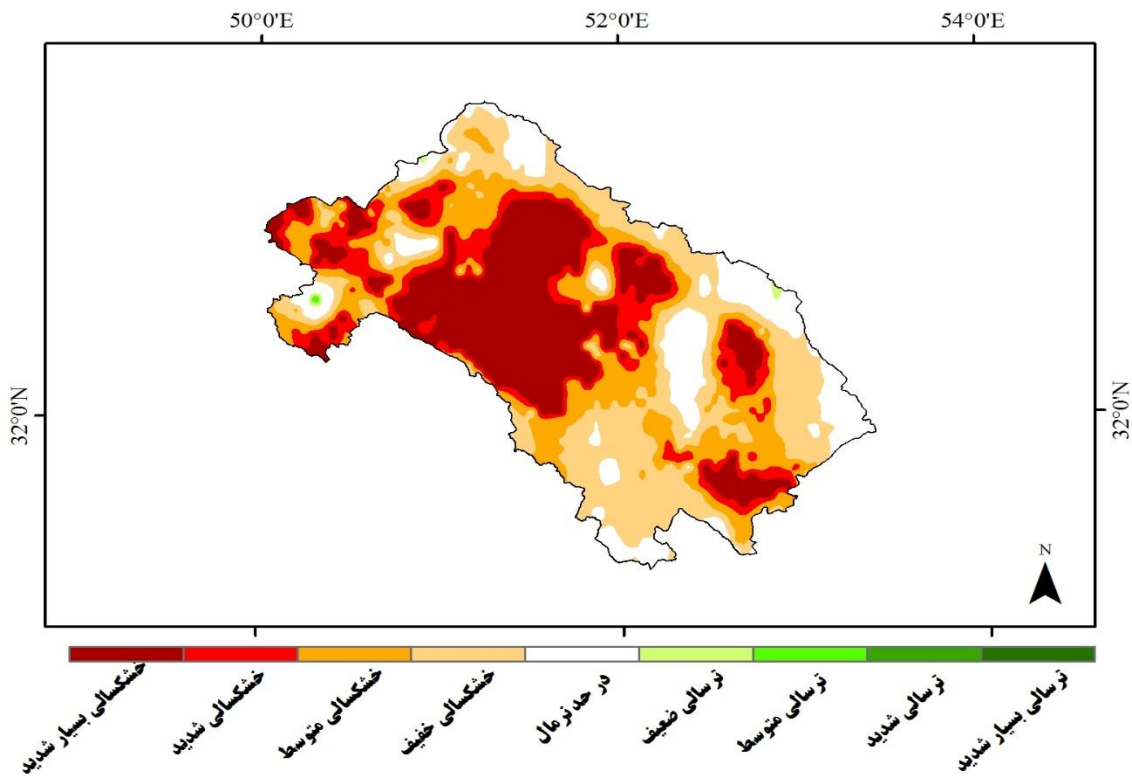 50°0'E
52°0'E
54°0'E
32°0'N
32°0'N
N
خشکسالی بسیار شدید
خشکسالی شدید
خشکسالی متوسط
خشکسالی خفیف
در حد نرمال
ترسالی ضعیف
ترسالی متوسط
ترسالی شدید
ترسالی بسیار شدید